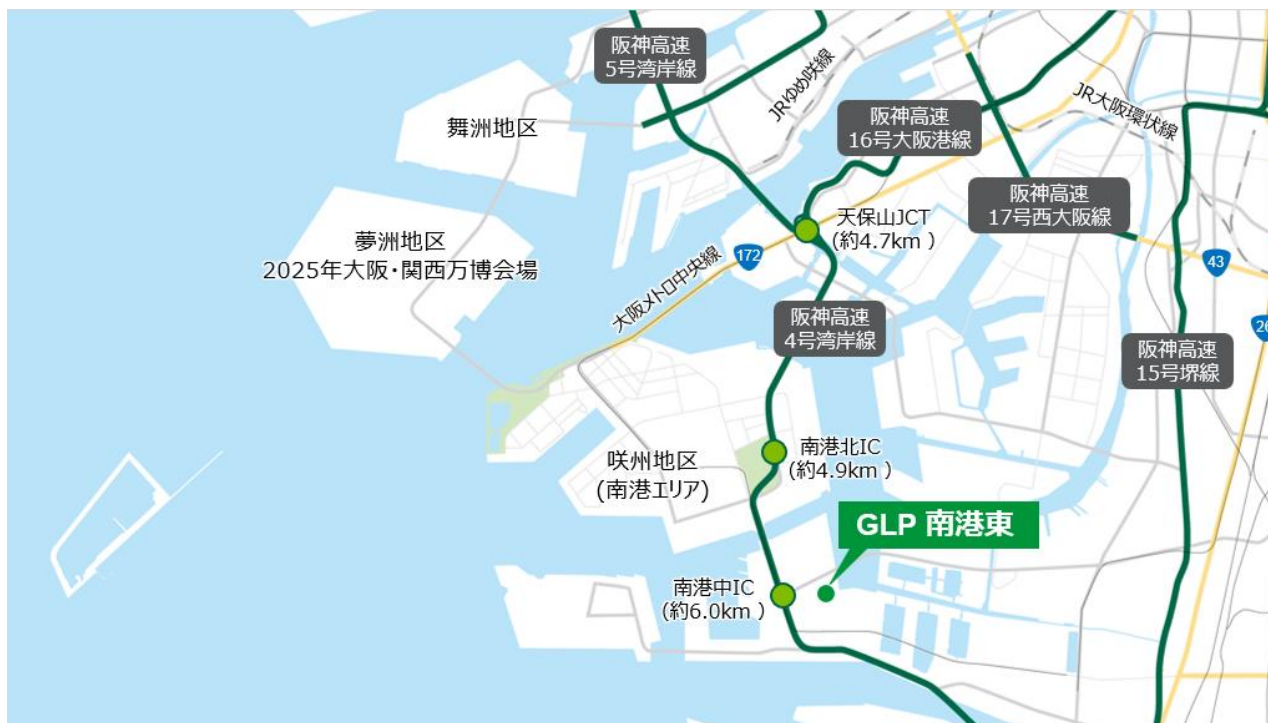 阪神高速
5号湾岸線
JRゆめ咲線
舞洲地区
阪神高速
16号大阪港線
JR大阪環状線
阪神高速
17号西大阪線
天保山JCT
(約4.7km )
夢洲地区
2025年大阪・関西万博会場
172
43
大阪メトロ中央線
阪神高速
4号湾岸線
26
阪神高速
15号堺線
南港北IC
(約4.9km )
咲州地区
(南港エリア)
GLP 南港東
南港中IC
(約6.0km )